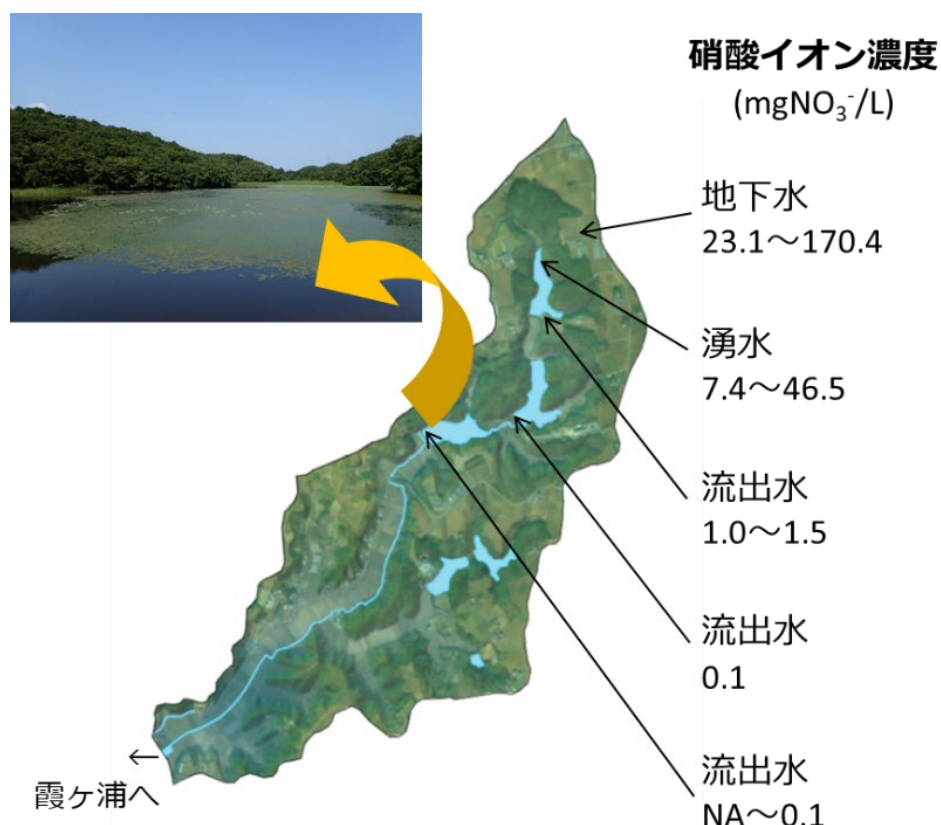 硝酸イオン濃度
(mgNO₃⁻/L)
地下水
23.1～170.4
湧水
7.4～46.5
流出水
1.0～1.5
流出水
0.1
流出水
NA～0.1
←
霞ヶ浦へ